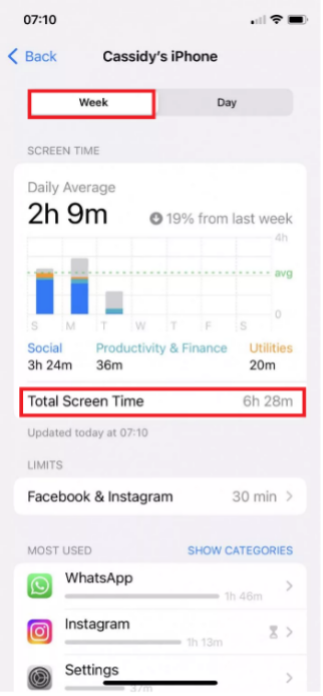 07:10
Back Cassidy's iPhone
Week Day
SCREEN TIME
Daily Average
2h 9m 19% from last week
4h
avg
0
S M T W T F S
Social Productivity & Finance Utilities
3h 24m 36m 20m
Total Screen Time 6h 28m
Updated today at 07:10
LIMITS
Facebook & Instagram 30 min
MOST USED SHOW CATEGORIES
WhatsApp
1h 46m
Instagram
1h 13m
Settings
37m